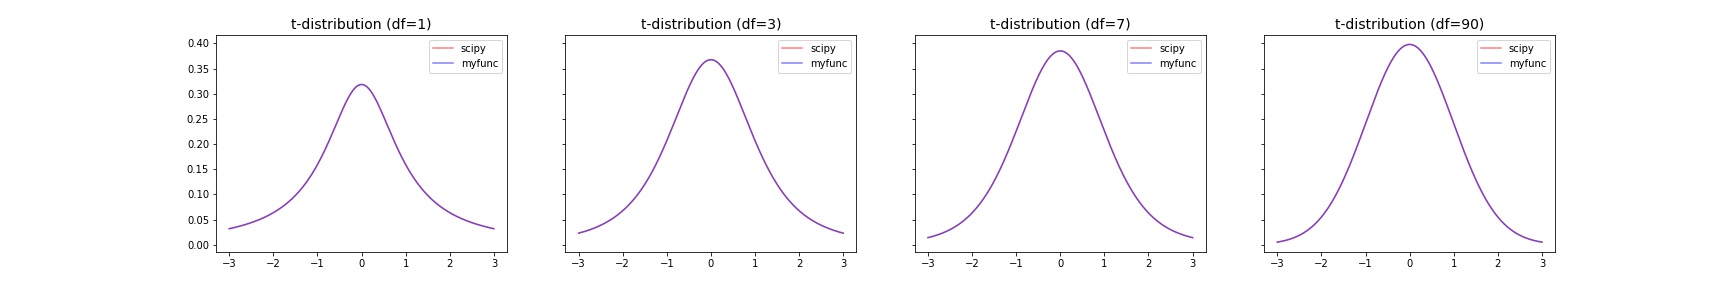 t-distribution (df=1)
t-distribution (df=3)
t-distribution (df=7)
t-distribution (df=90)
scipy
myfunc
scipy
myfunc
scipy
myfunc
scipy
myfunc
0.40
0.35
0.30
0.25
0.20
0.15
0.10
0.05
0.00
−3 −2 −1 0 1 2 3
−3 −2 −1 0 1 2 3
−3 −2 −1 0 1 2 3
−3 −2 −1 0 1 2 3